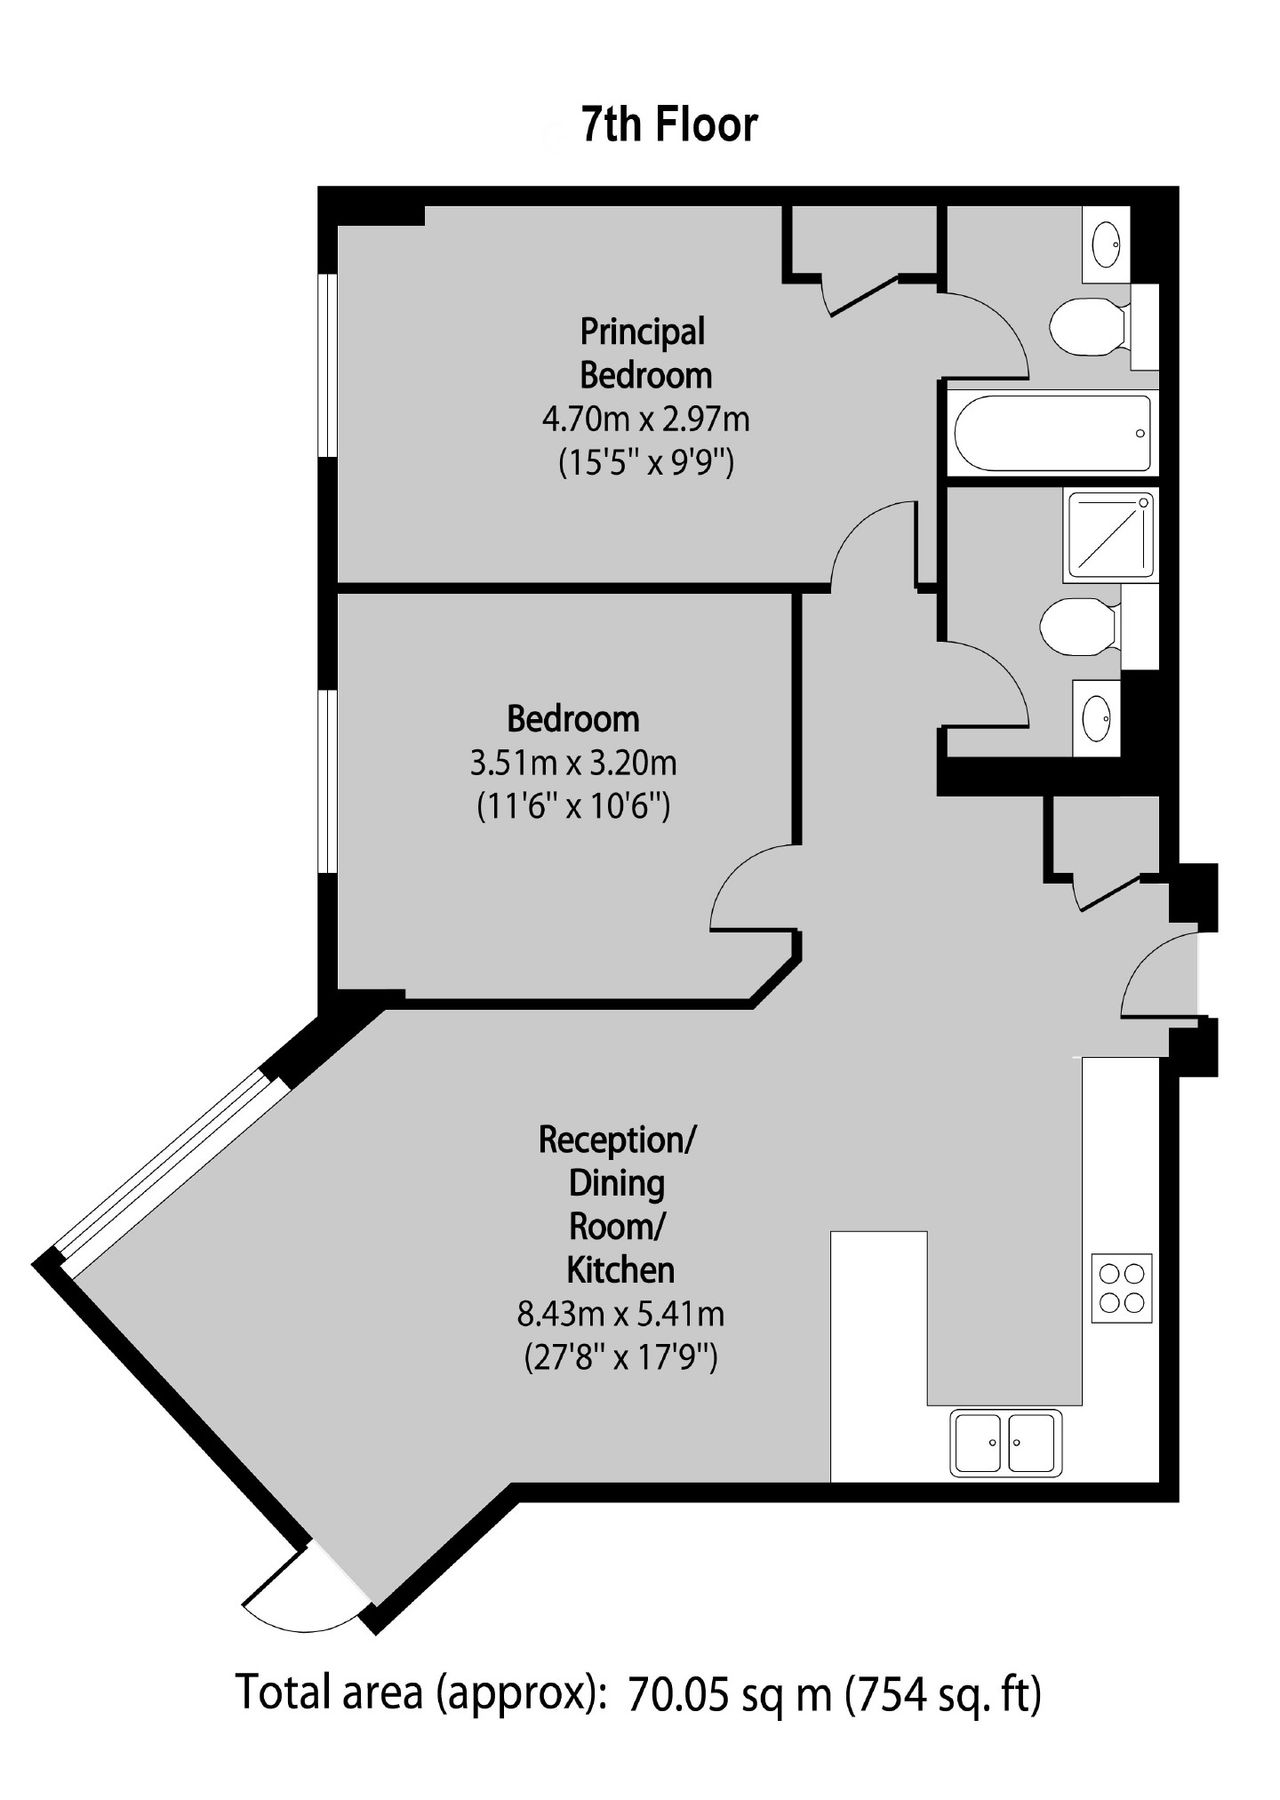 7th Floor
Principal
Bedroom
4.70m x 2.97m
(15'5" x 9'9")
Bedroom
3.51m x 3.20m
(11'6" x 10'6")
Reception/
Dining
Room/
Kitchen
8.43m x 5.41m
(27'8" x 17'9")
Total area (approx): 70.05 sq m (754 sq. ft)